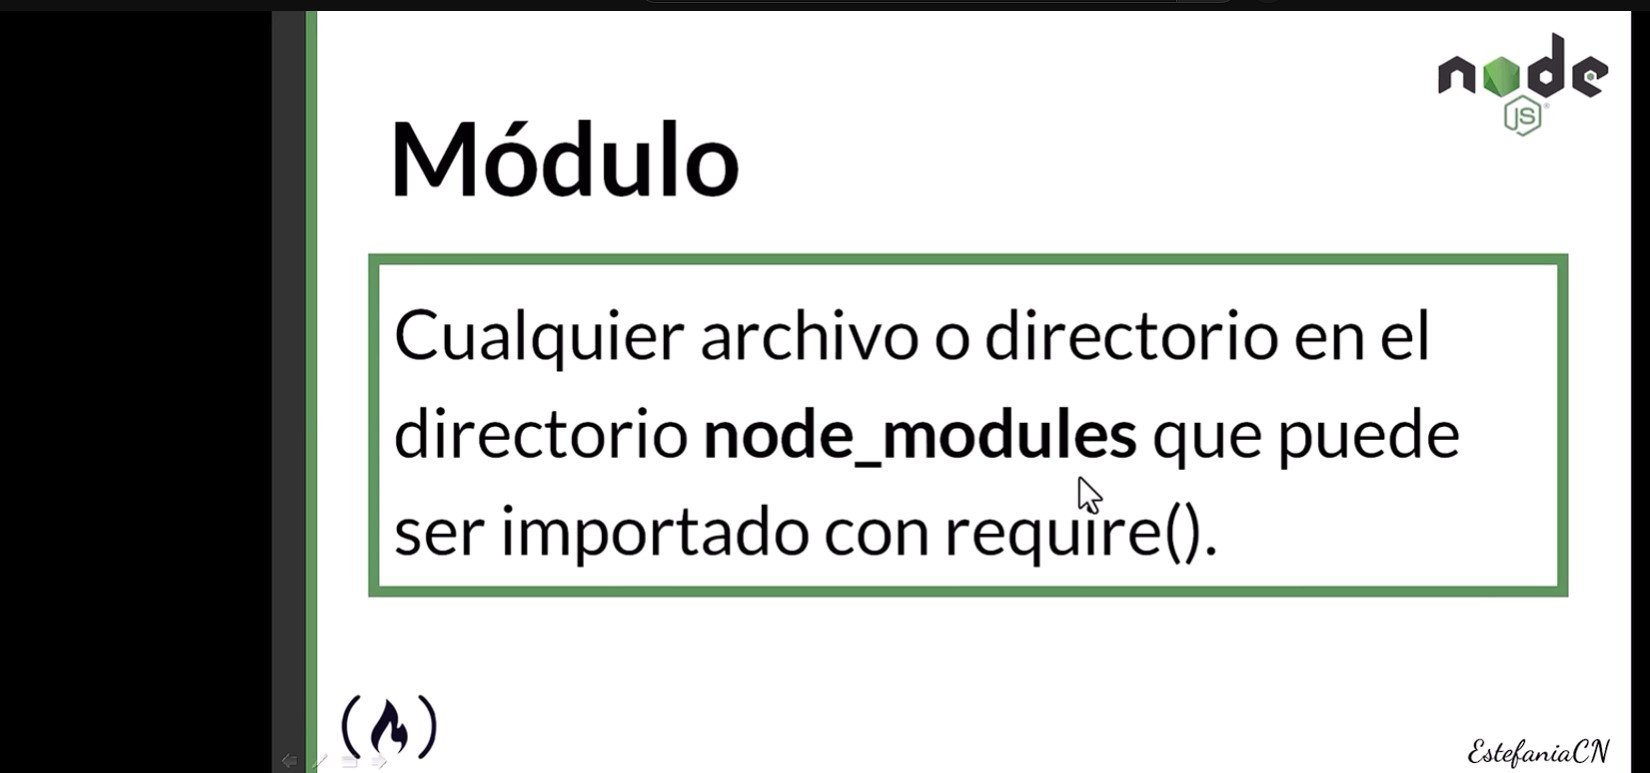 node
JS
Módulo
Cualquier archivo o directorio en el
directorio node_modules que puede
ser importado con require().
EstefaniaCN